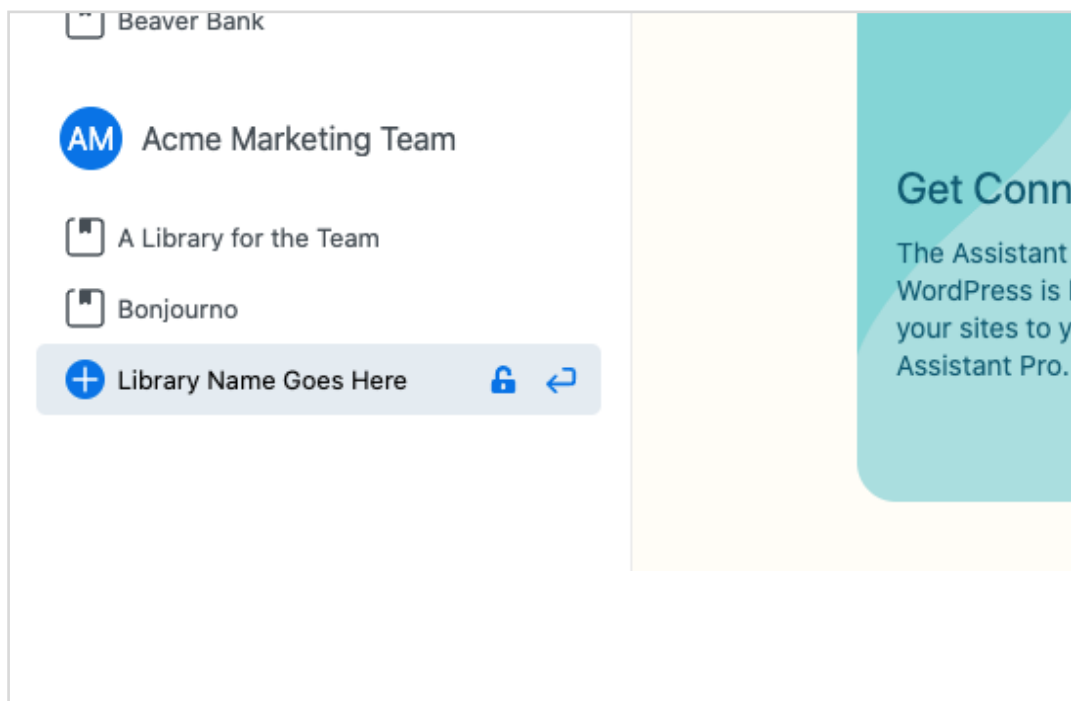 Beaver Bank
AM Acme Marketing Team
A Library for the Team
Bonjourno
Library Name Goes Here
Get Conn
The Assistant
WordPress is
your sites to y
Assistant Pro.